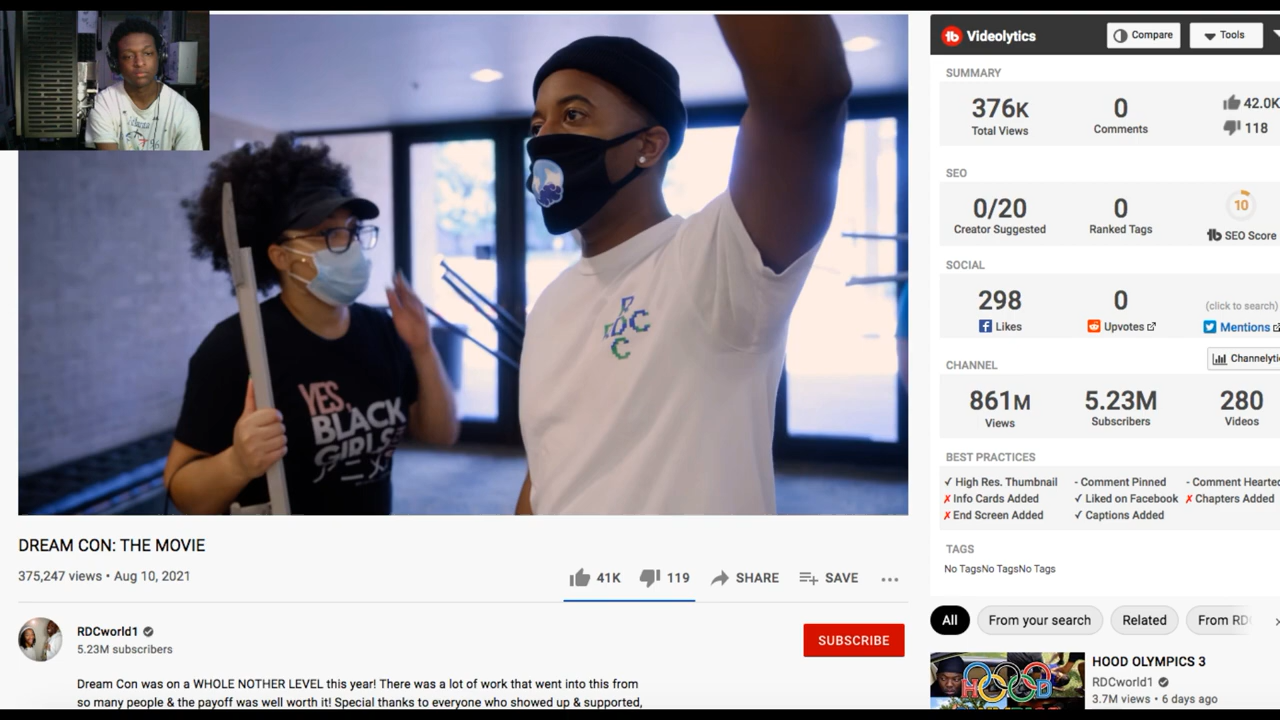 YES,
BLACK
GIRLS
DC
C
DREAM CON: THE MOVIE
375,247 views • Aug 10, 2021
41K 119 SHARE SAVE
RDCworld1
5.23M subscribers
SUBSCRIBE
Dream Con was on a WHOLE NOTHER LEVEL this year! There was a lot of work that went into this from
so many people & the payoff was well worth it! Special thanks to everyone who showed up & supported,
tb Videolytics Compare Tools
SUMMARY
376K 0 42.0K
Total Views Comments 118
SEO
0/20 0 10
Creator Suggested Ranked Tags tb SEO Score
SOCIAL
298 0 (click to search)
Likes Upvotes Mentions
CHANNEL Channelyti
861M 5.23M 280
Views Subscribers Videos
BEST PRACTICES
✓ High Res. Thumbnail - Comment Pinned - Comment Hearted
✗ Info Cards Added ✓ Liked on Facebook ✗ Chapters Added
✗ End Screen Added ✓ Captions Added
TAGS
No TagsNo TagsNo Tags
All From your search Related From RD
HOOD OLYMPICS 3
RDCworld1
3.7M views • 6 days ago